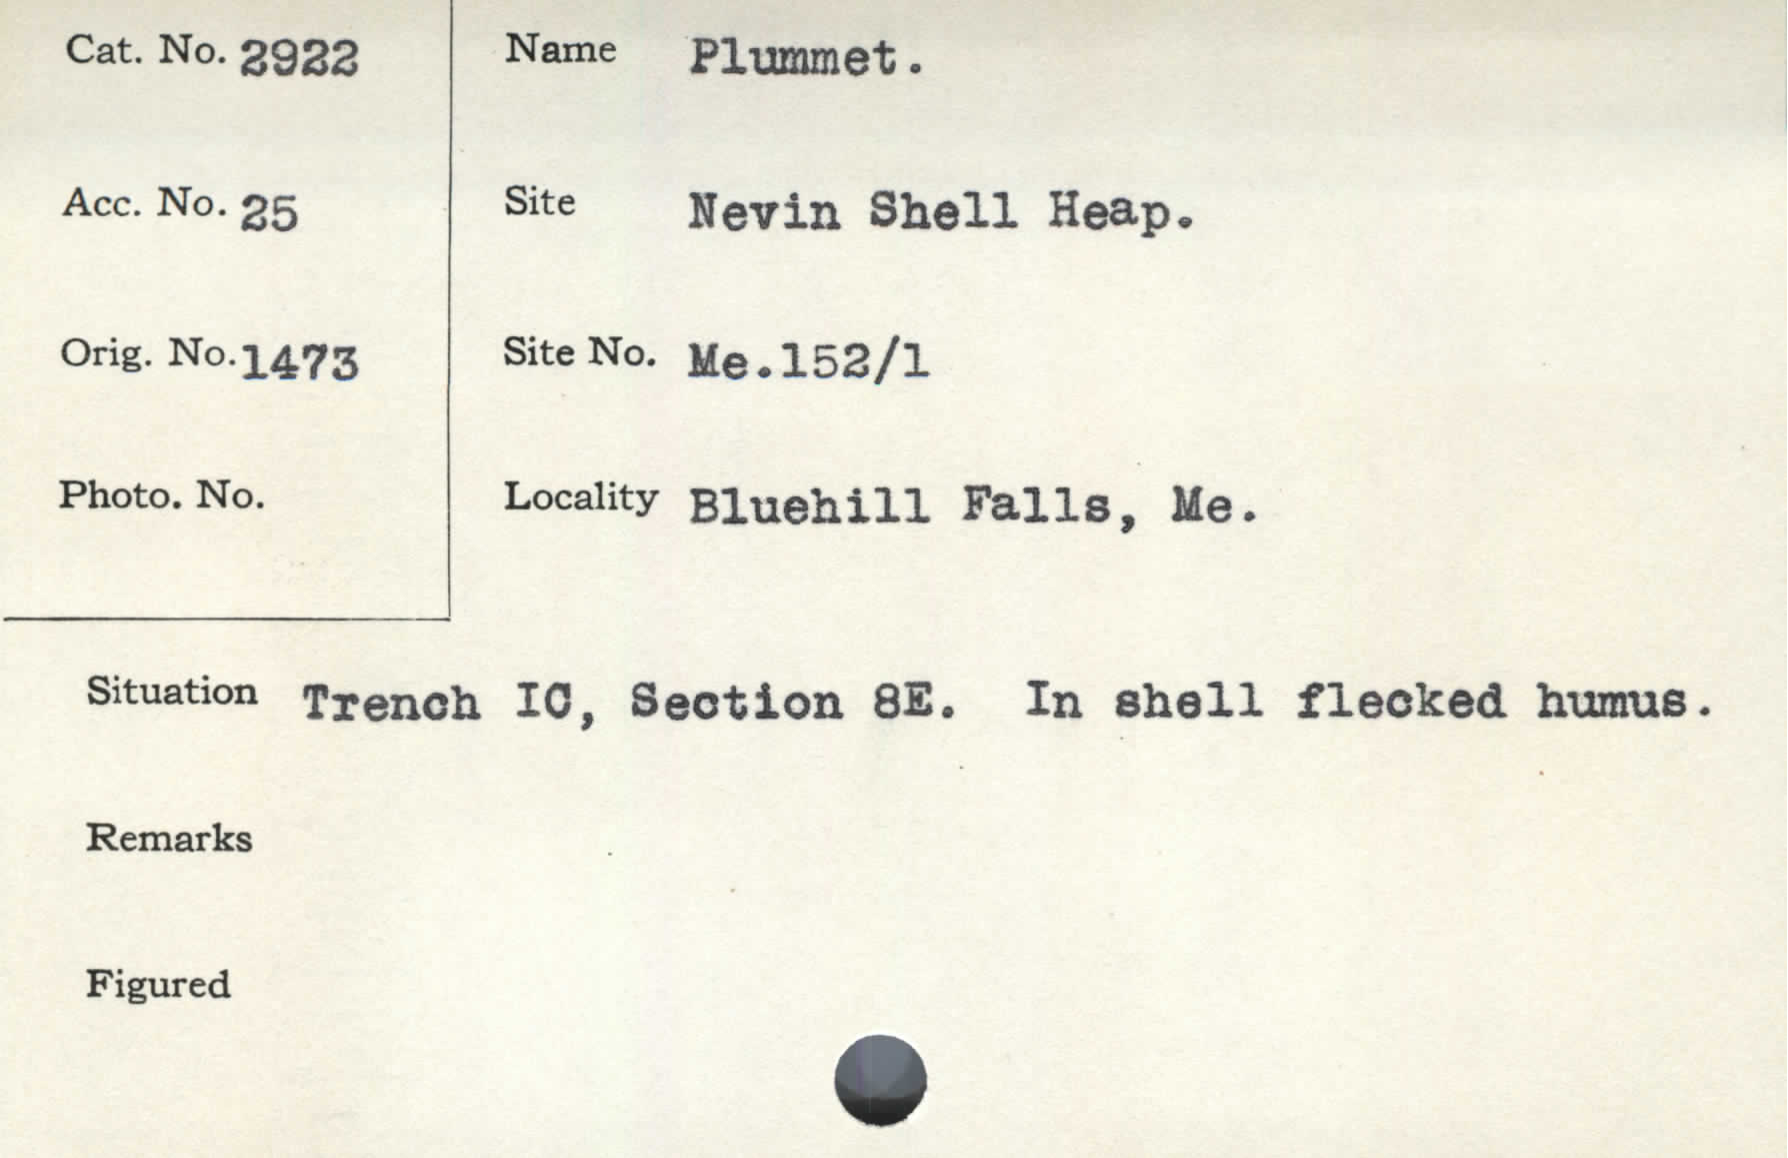 Cat. No. 2922
Acc. No. 25
Orig. No. 1473
Photo. No.
Name Plummet.
Site Nevin Shell Heap.
Site No. Me.152/1
Locality Bluehill Falls, Me.
Situation Trench IC, Section 8E. In shell flecked humus.
Remarks
Figured